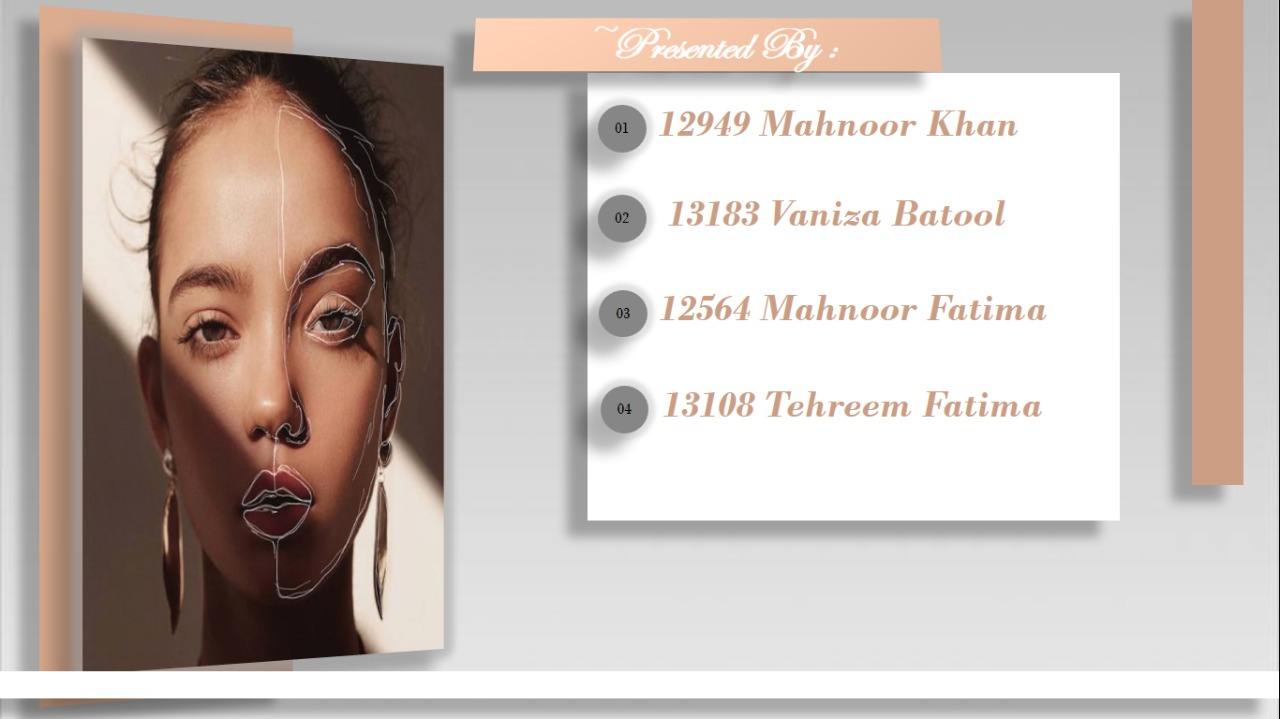 ~Presented By :
01 12949 Mahnoor Khan
02 13183 Vaniza Batool
03 12564 Mahnoor Fatima
04 13108 Tehreem Fatima